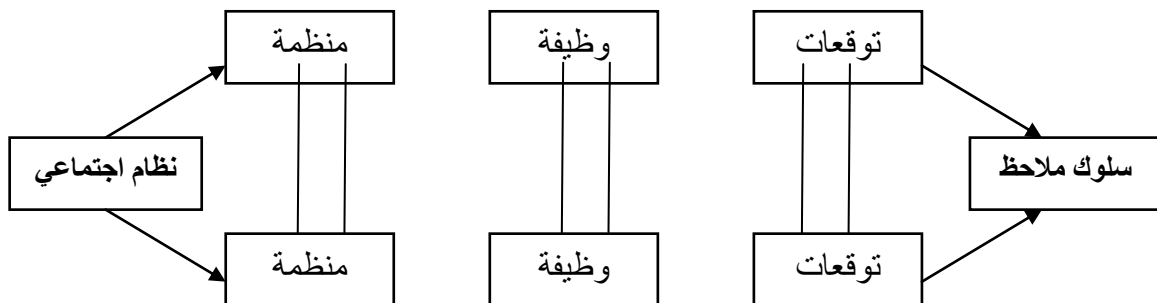 منظمة
وظيفة
توقعات
نظام اجتماعي
سلوك ملاحظ
منظمة
وظيفة
توقعات